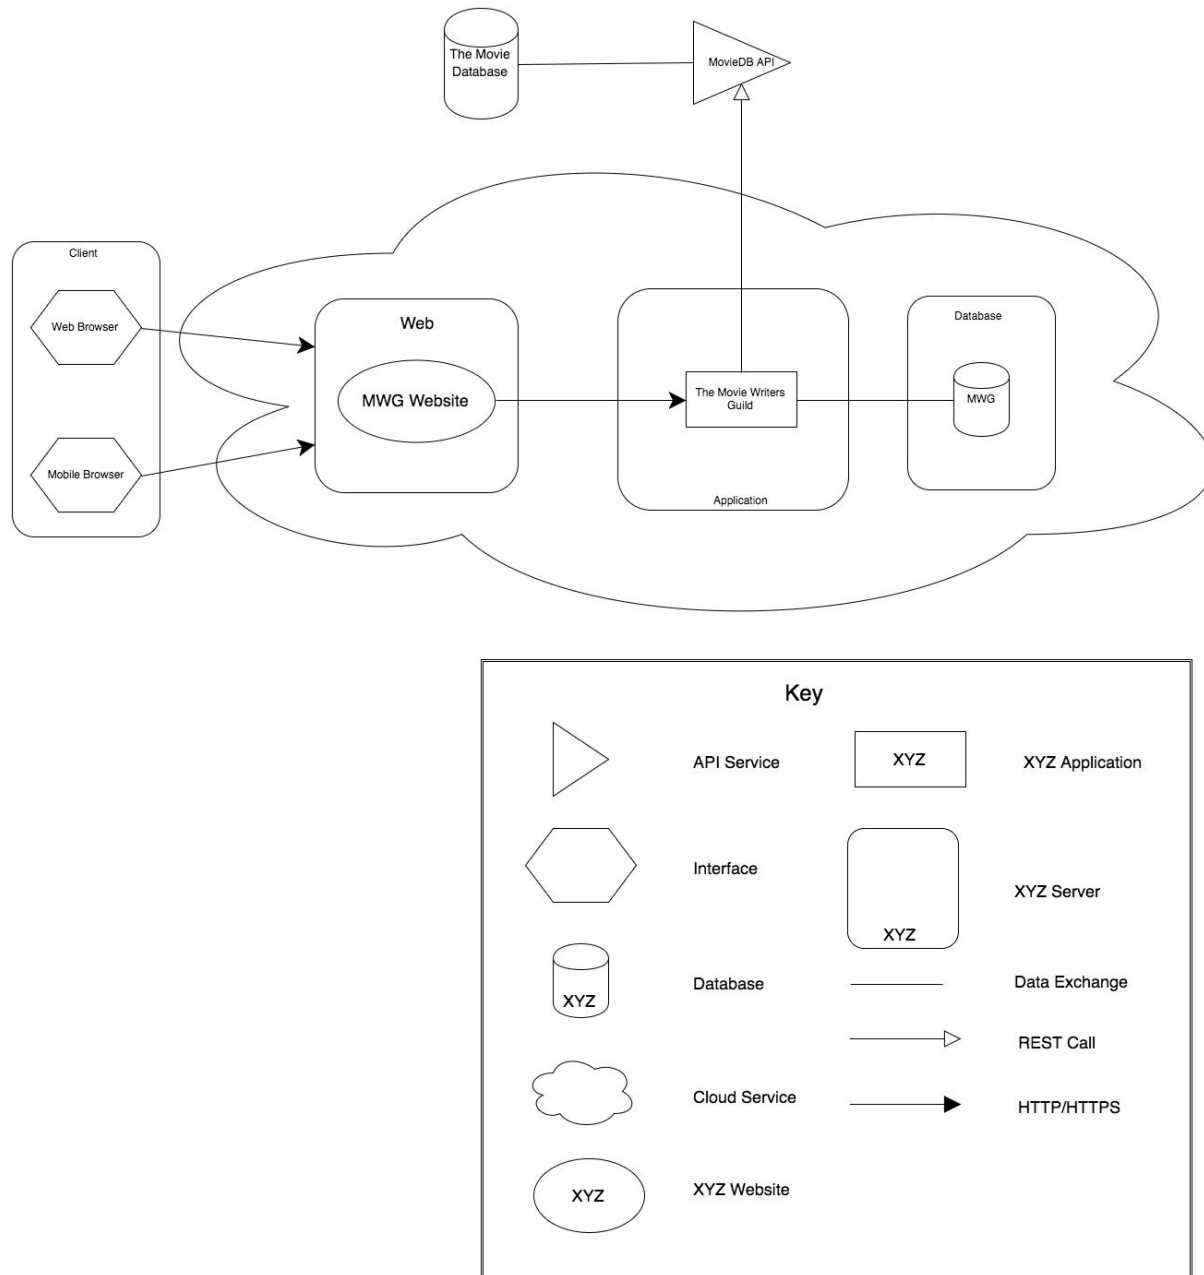 The Movie
Database
MovieDB API
Client
Web Browser
Mobile Browser
Web
MWG Website
The Movie Writers
Guild
Application
Database
MWG
Key
API Service
XYZ
XYZ Application
Interface
XYZ
XYZ Server
XYZ
Database
Data Exchange
REST Call
Cloud Service
HTTP/HTTPS
XYZ
XYZ Website